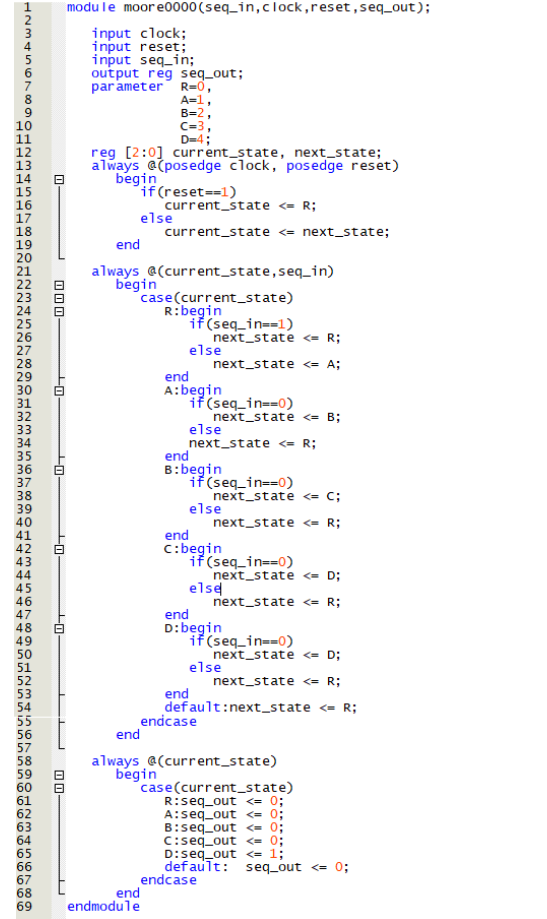 1 module moore0000(seq_in,clock,reset,seq_out);
2
3 input clock;
4 input reset;
5 input seq_in;
6 output reg seq_out;
7 parameter R=0,
8 A=1,
9 B=2,
10 C=3,
11 D=4;
12 reg [2:0] current_state, next_state;
13 always @(posedge clock, posedge reset)
14 begin
15 if(reset==1)
16 current_state <= R;
17 else
18 current_state <= next_state;
19 end
20
21 always @(current_state,seq_in)
22 begin
23 case(current_state)
24 R:begin
25 if(seq_in==1)
26 next_state <= R;
27 else
28 next_state <= A;
29 end
30 A:begin
31 if(seq_in==0)
32 next_state <= B;
33 else
34 next_state <= R;
35 end
36 B:begin
37 if(seq_in==0)
38 next_state <= C;
39 else
40 next_state <= R;
41 end
42 C:begin
43 if(seq_in==0)
44 next_state <= D;
45 else
46 next_state <= R;
47 end
48 D:begin
49 if(seq_in==0)
50 next_state <= D;
51 else
52 next_state <= R;
53 end
54 default:next_state <= R;
55 endcase
56 end
57
58 always @(current_state)
59 begin
60 case(current_state)
61 R:seq_out <= 0;
62 A:seq_out <= 0;
63 B:seq_out <= 0;
64 C:seq_out <= 0;
65 D:seq_out <= 1;
66 default: seq_out <= 0;
67 endcase
68 end
69 endmodule